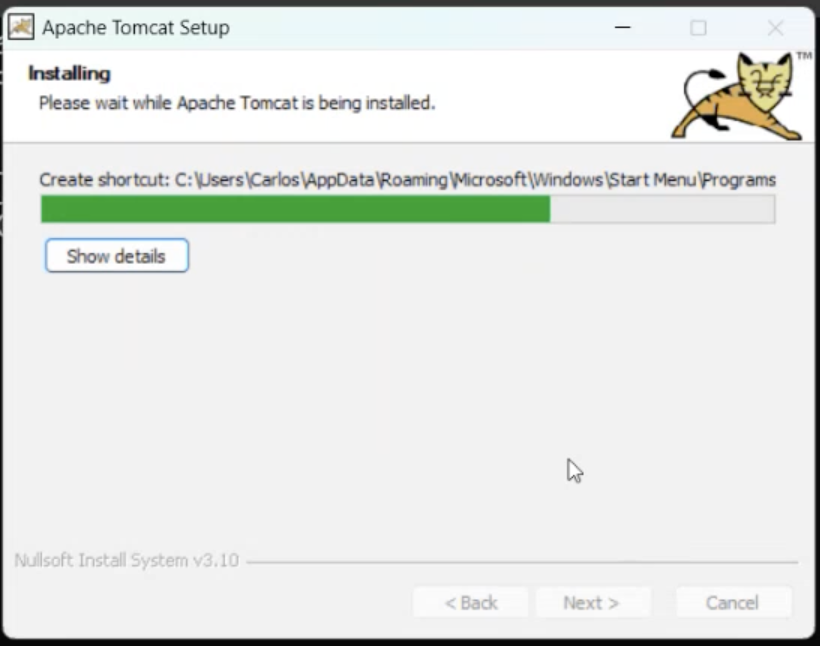 Apache Tomcat Setup
Installing
Please wait while Apache Tomcat is being installed.
TM
Create shortcut: C:\Users\Carlos\AppData\Roaming\Microsoft\Windows\Start Menu\Programs
Show details
Nullsoft Install System v3.10
< Back Next > Cancel